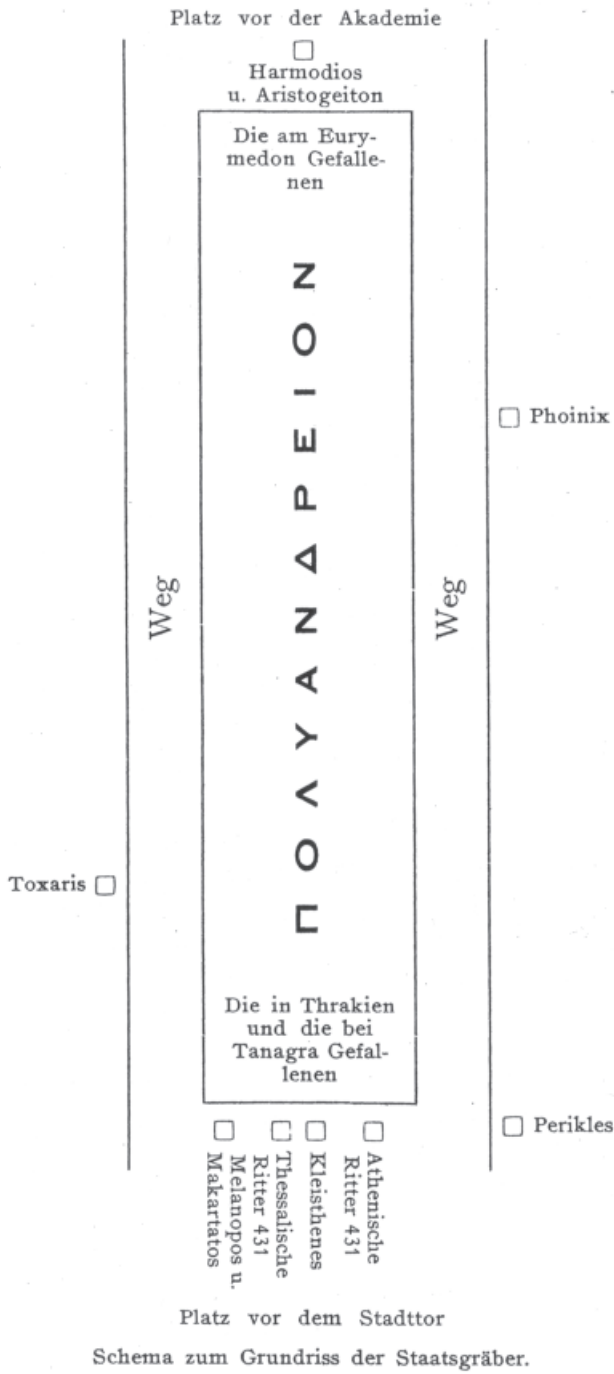 Platz vor der Akademie
Harmodios
u. Aristogeiton
Die am Eury-
medon Gefalle-
nen
ΠΟΛΥΑΝΔΡΕΙΟΝ
Phoinix
Weg
Weg
Toxaris
Die in Thrakien
und die bei
Tanagra Gefal-
lenen
Perikles
Athenische
Ritter 431
Kleisthenes
Thessalische
Ritter 431
Melanopos u.
Makartatos
Platz vor dem Stadttor
Schema zum Grundriss der Staatsgräber.